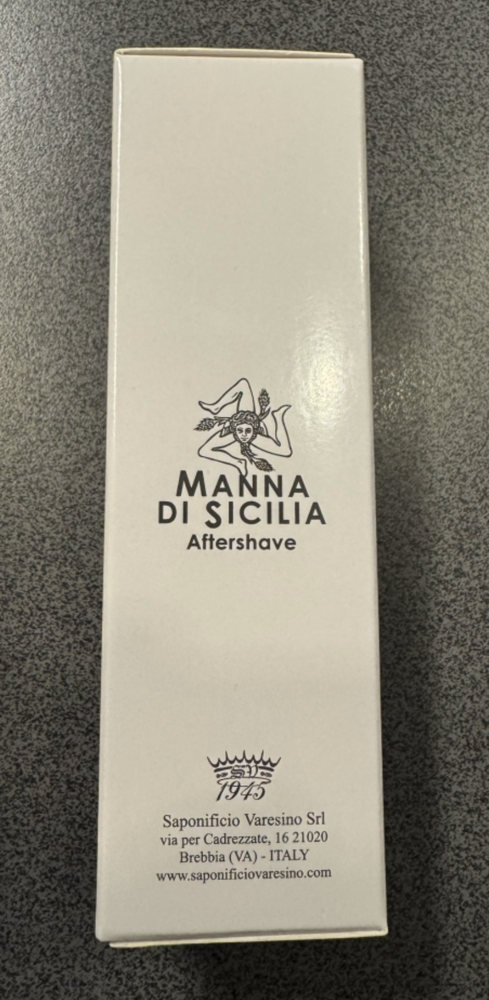 MANNA
DI SICILIA
Aftershave
SV
1945
Saponificio Varesino Srl
via per Cadrezzate, 16 21020
Brebbia (VA) - ITALY
www.saponificiovaresino.com